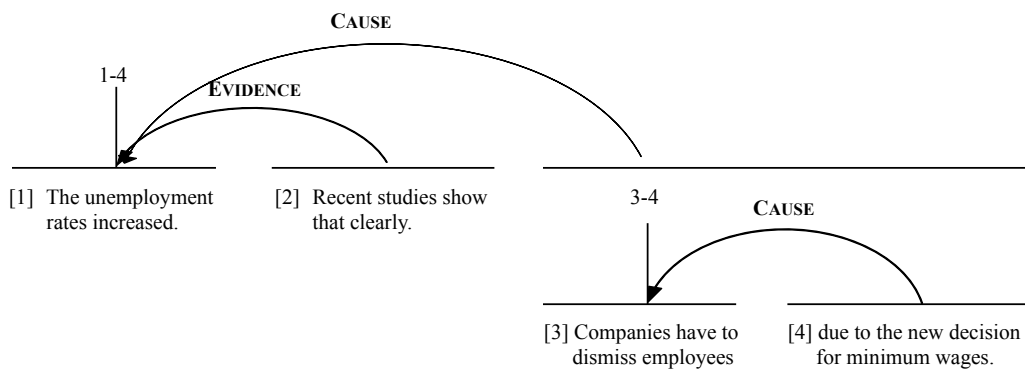 CAUSE
1-4
EVIDENCE
[1] The unemployment
rates increased.
[2] Recent studies show
that clearly.
3-4
CAUSE
[3] Companies have to
dismiss employees
[4] due to the new decision
for minimum wages.